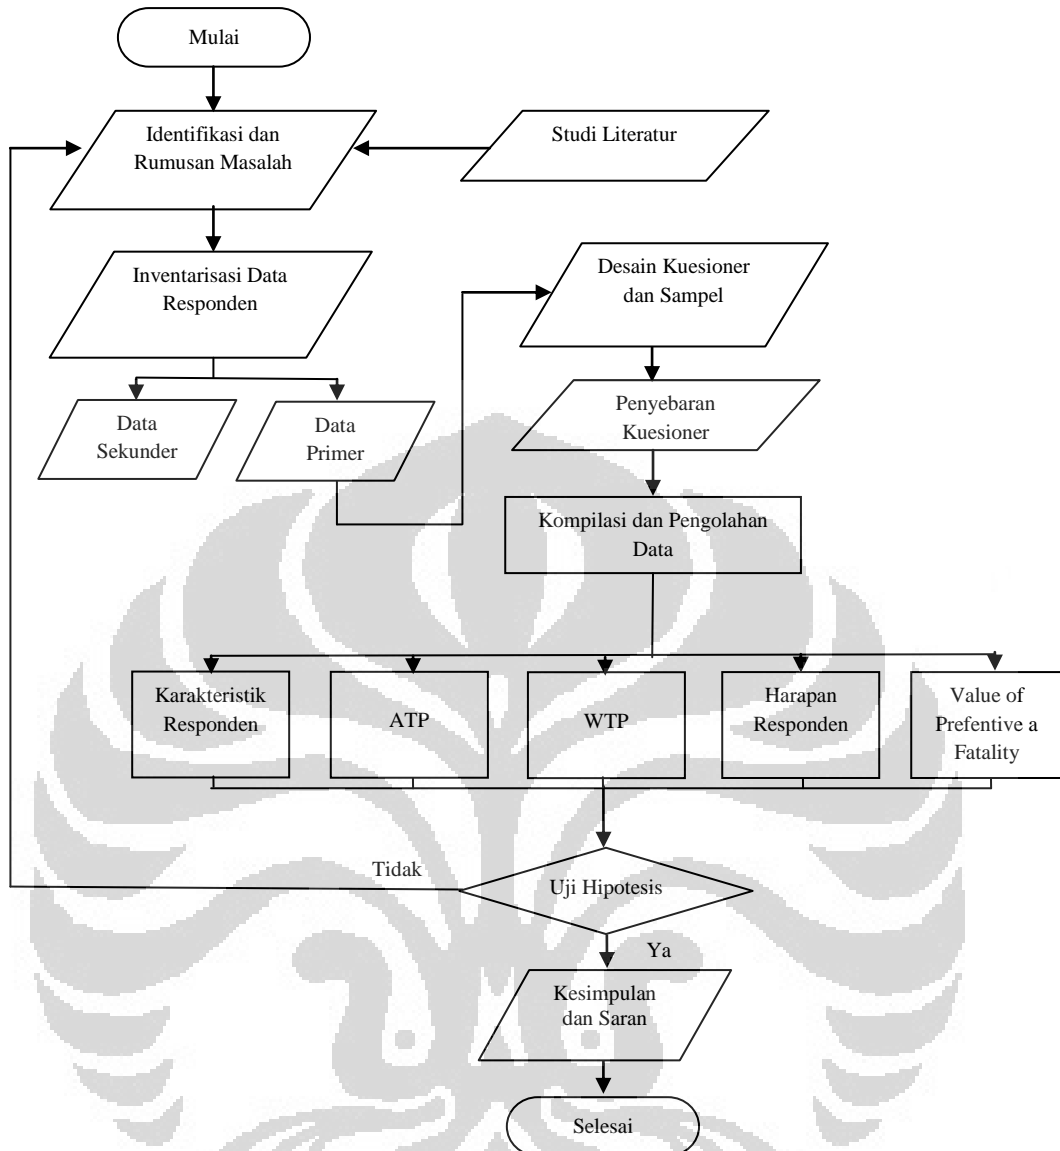 Mulai
Identifikasi dan
Rumusan Masalah
Studi Literatur
Inventarisasi Data
Responden
Desain Kuesioner
dan Sampel
Data
Sekunder
Data
Primer
Penyebaran
Kuesioner
Kompilasi dan Pengolahan
Data
Karakteristik
Responden
ATP
WTP
Harapan
Responden
Value of
Prefentive a
Fatality
Tidak
Uji Hipotesis
Ya
Kesimpulan
dan Saran
Selesai